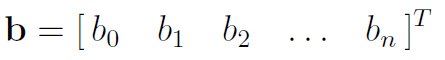 b = [ b₀ b₁ b₂ … bₙ ]ᵀ